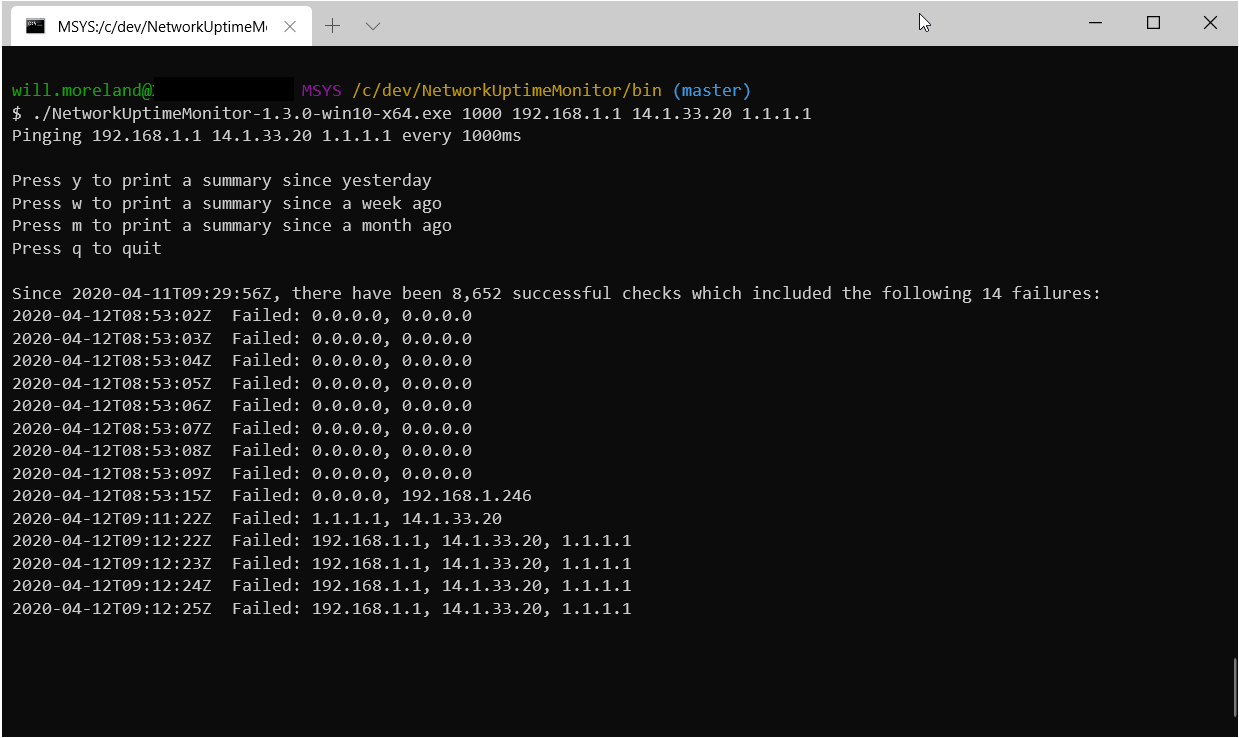 MSYS:/c/dev/NetworkUptimeMo
will.moreland@ MSYS /c/dev/NetworkUptimeMonitor/bin (master)
$ ./NetworkUptimeMonitor-1.3.0-win10-x64.exe 1000 192.168.1.1 14.1.33.20 1.1.1.1
Pinging 192.168.1.1 14.1.33.20 1.1.1.1 every 1000ms
Press y to print a summary since yesterday
Press w to print a summary since a week ago
Press m to print a summary since a month ago
Press q to quit
Since 2020-04-11T09:29:56Z, there have been 8,652 successful checks which included the following 14 failures:
2020-04-12T08:53:02Z  Failed: 0.0.0.0, 0.0.0.0
2020-04-12T08:53:03Z  Failed: 0.0.0.0, 0.0.0.0
2020-04-12T08:53:04Z  Failed: 0.0.0.0, 0.0.0.0
2020-04-12T08:53:05Z  Failed: 0.0.0.0, 0.0.0.0
2020-04-12T08:53:06Z  Failed: 0.0.0.0, 0.0.0.0
2020-04-12T08:53:07Z  Failed: 0.0.0.0, 0.0.0.0
2020-04-12T08:53:08Z  Failed: 0.0.0.0, 0.0.0.0
2020-04-12T08:53:09Z  Failed: 0.0.0.0, 0.0.0.0
2020-04-12T08:53:15Z  Failed: 0.0.0.0, 192.168.1.246
2020-04-12T09:11:22Z  Failed: 1.1.1.1, 14.1.33.20
2020-04-12T09:12:22Z  Failed: 192.168.1.1, 14.1.33.20, 1.1.1.1
2020-04-12T09:12:23Z  Failed: 192.168.1.1, 14.1.33.20, 1.1.1.1
2020-04-12T09:12:24Z  Failed: 192.168.1.1, 14.1.33.20, 1.1.1.1
2020-04-12T09:12:25Z  Failed: 192.168.1.1, 14.1.33.20, 1.1.1.1